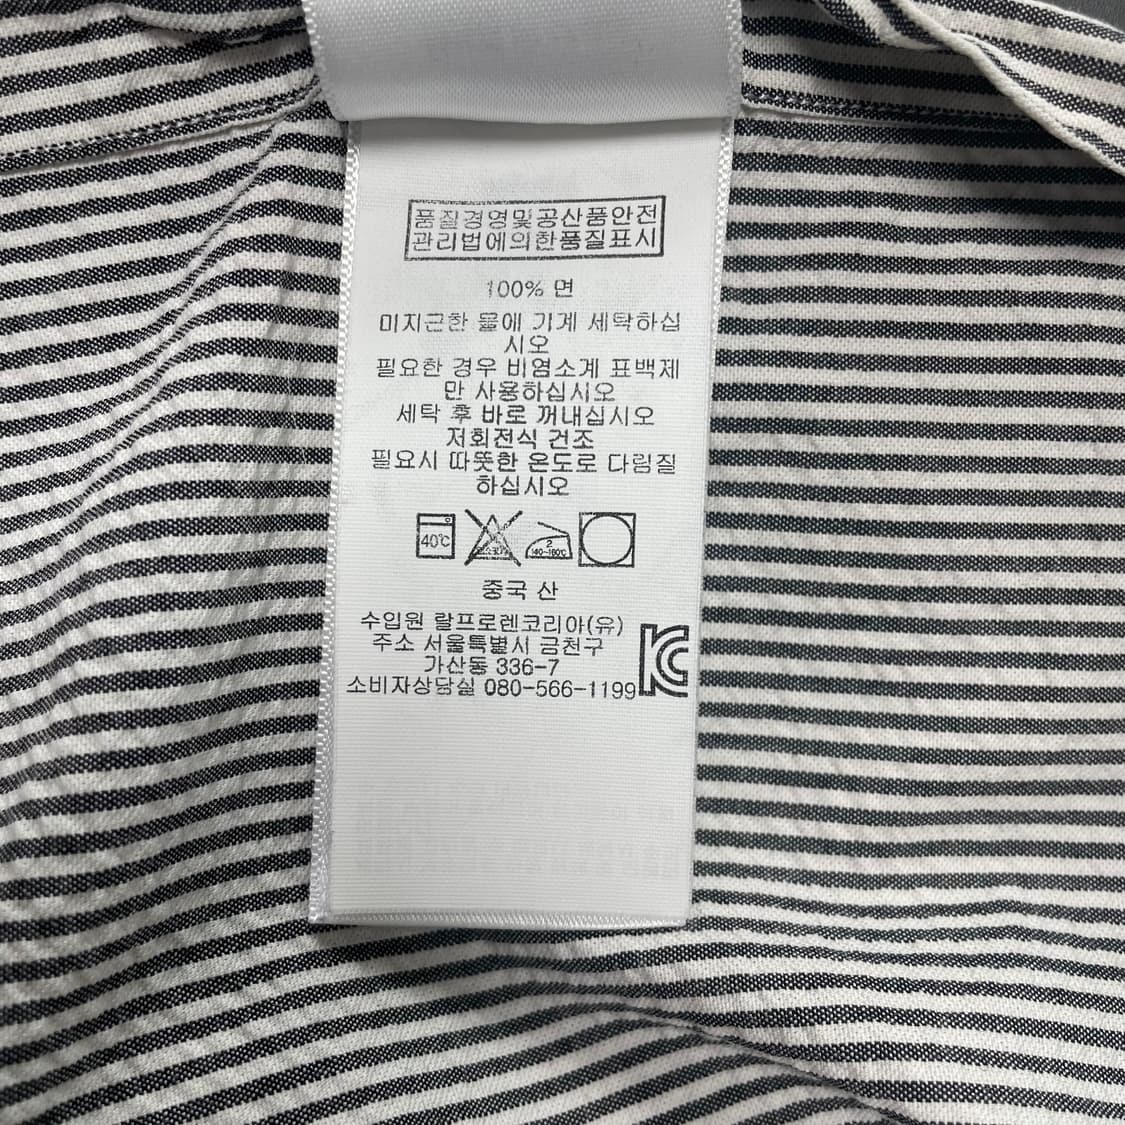 품질경영및공산품안전
관리법에의한품질표시
100% 면
미지근한 물에 기계 세탁하십
시오
필요한 경우 비염소계 표백제
만 사용하십시오
세탁 후 바로 꺼내십시오
저회전식 건조
필요시 따뜻한 온도로 다림질
하십시오
40℃
2
140~160℃
중국 산
수입원 랄프로렌코리아(유)
주소 서울특별시 금천구
가산동 336-7
소비자상담실 080-566-1199
KC